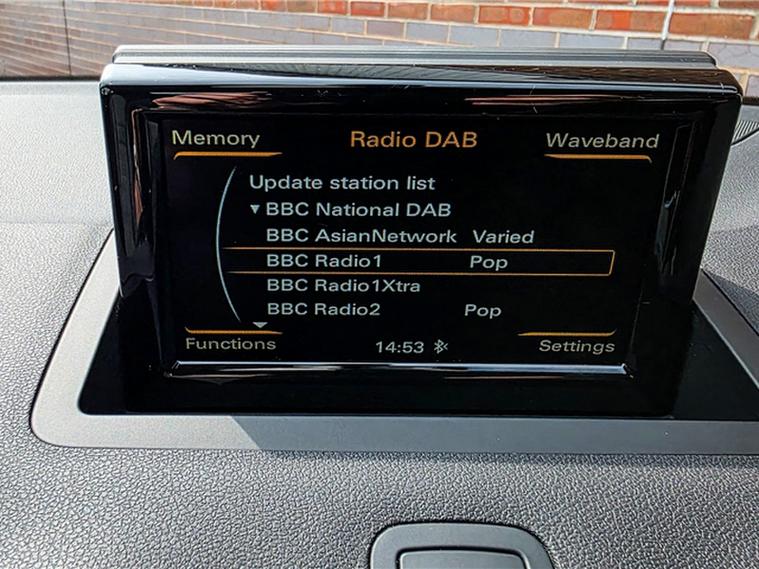 Memory Radio DAB Waveband
Update station list
BBC National DAB
BBC AsianNetwork Varied
BBC Radio1 Pop
BBC Radio1Xtra
BBC Radio2 Pop
Functions 14:53 Settings